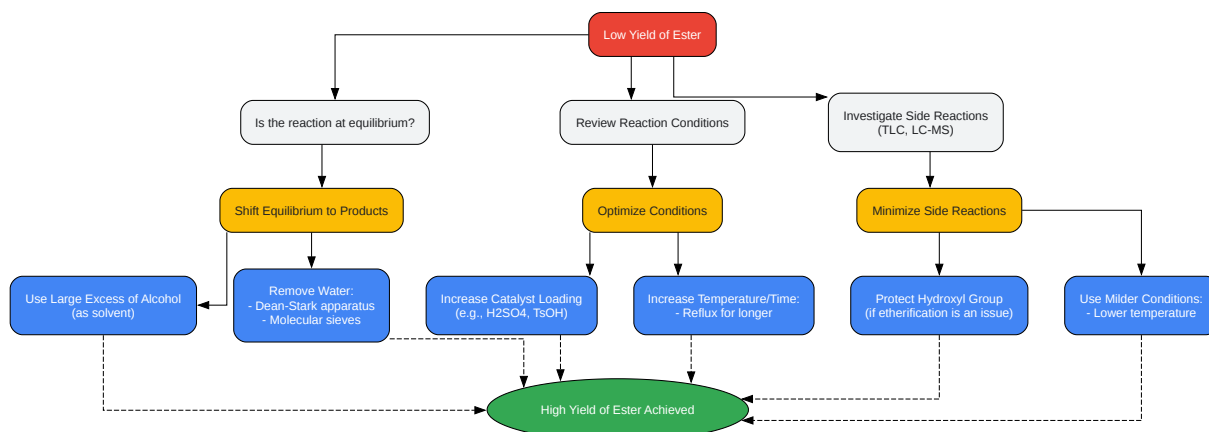 Low Yield of Ester
Is the reaction at equilibrium?
Review Reaction Conditions
Investigate Side Reactions
(TLC, LC-MS)
Shift Equilibrium to Products
Optimize Conditions
Minimize Side Reactions
Use Large Excess of Alcohol
(as solvent)
Remove Water:
- Dean-Stark apparatus
- Molecular sieves
Increase Catalyst Loading
(e.g., H2SO4, TsOH)
Increase Temperature/Time:
- Reflux for longer
Protect Hydroxyl Group
(if etherification is an issue)
Use Milder Conditions:
- Lower temperature
High Yield of Ester Achieved